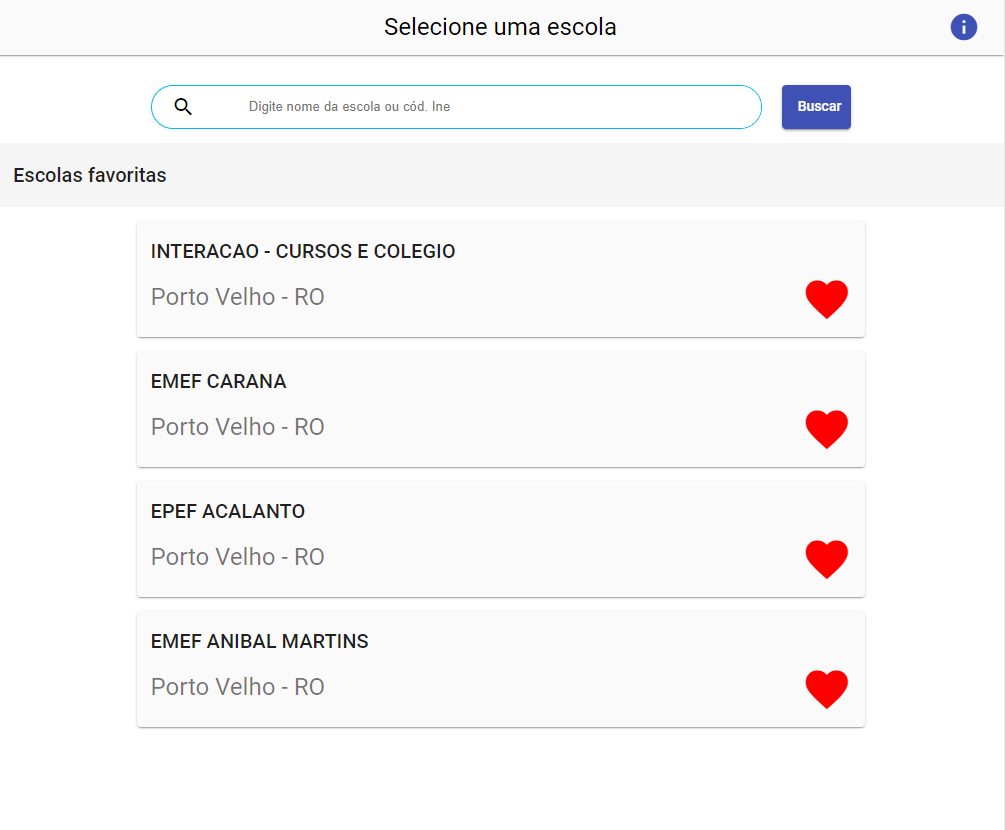 Selecione uma escola
Digite nome da escola ou cód. Ine
Buscar
Escolas favoritas
INTERACAO - CURSOS E COLEGIO
Porto Velho - RO
EMEF CARANA
Porto Velho - RO
EPEF ACALANTO
Porto Velho - RO
EMEF ANIBAL MARTINS
Porto Velho - RO